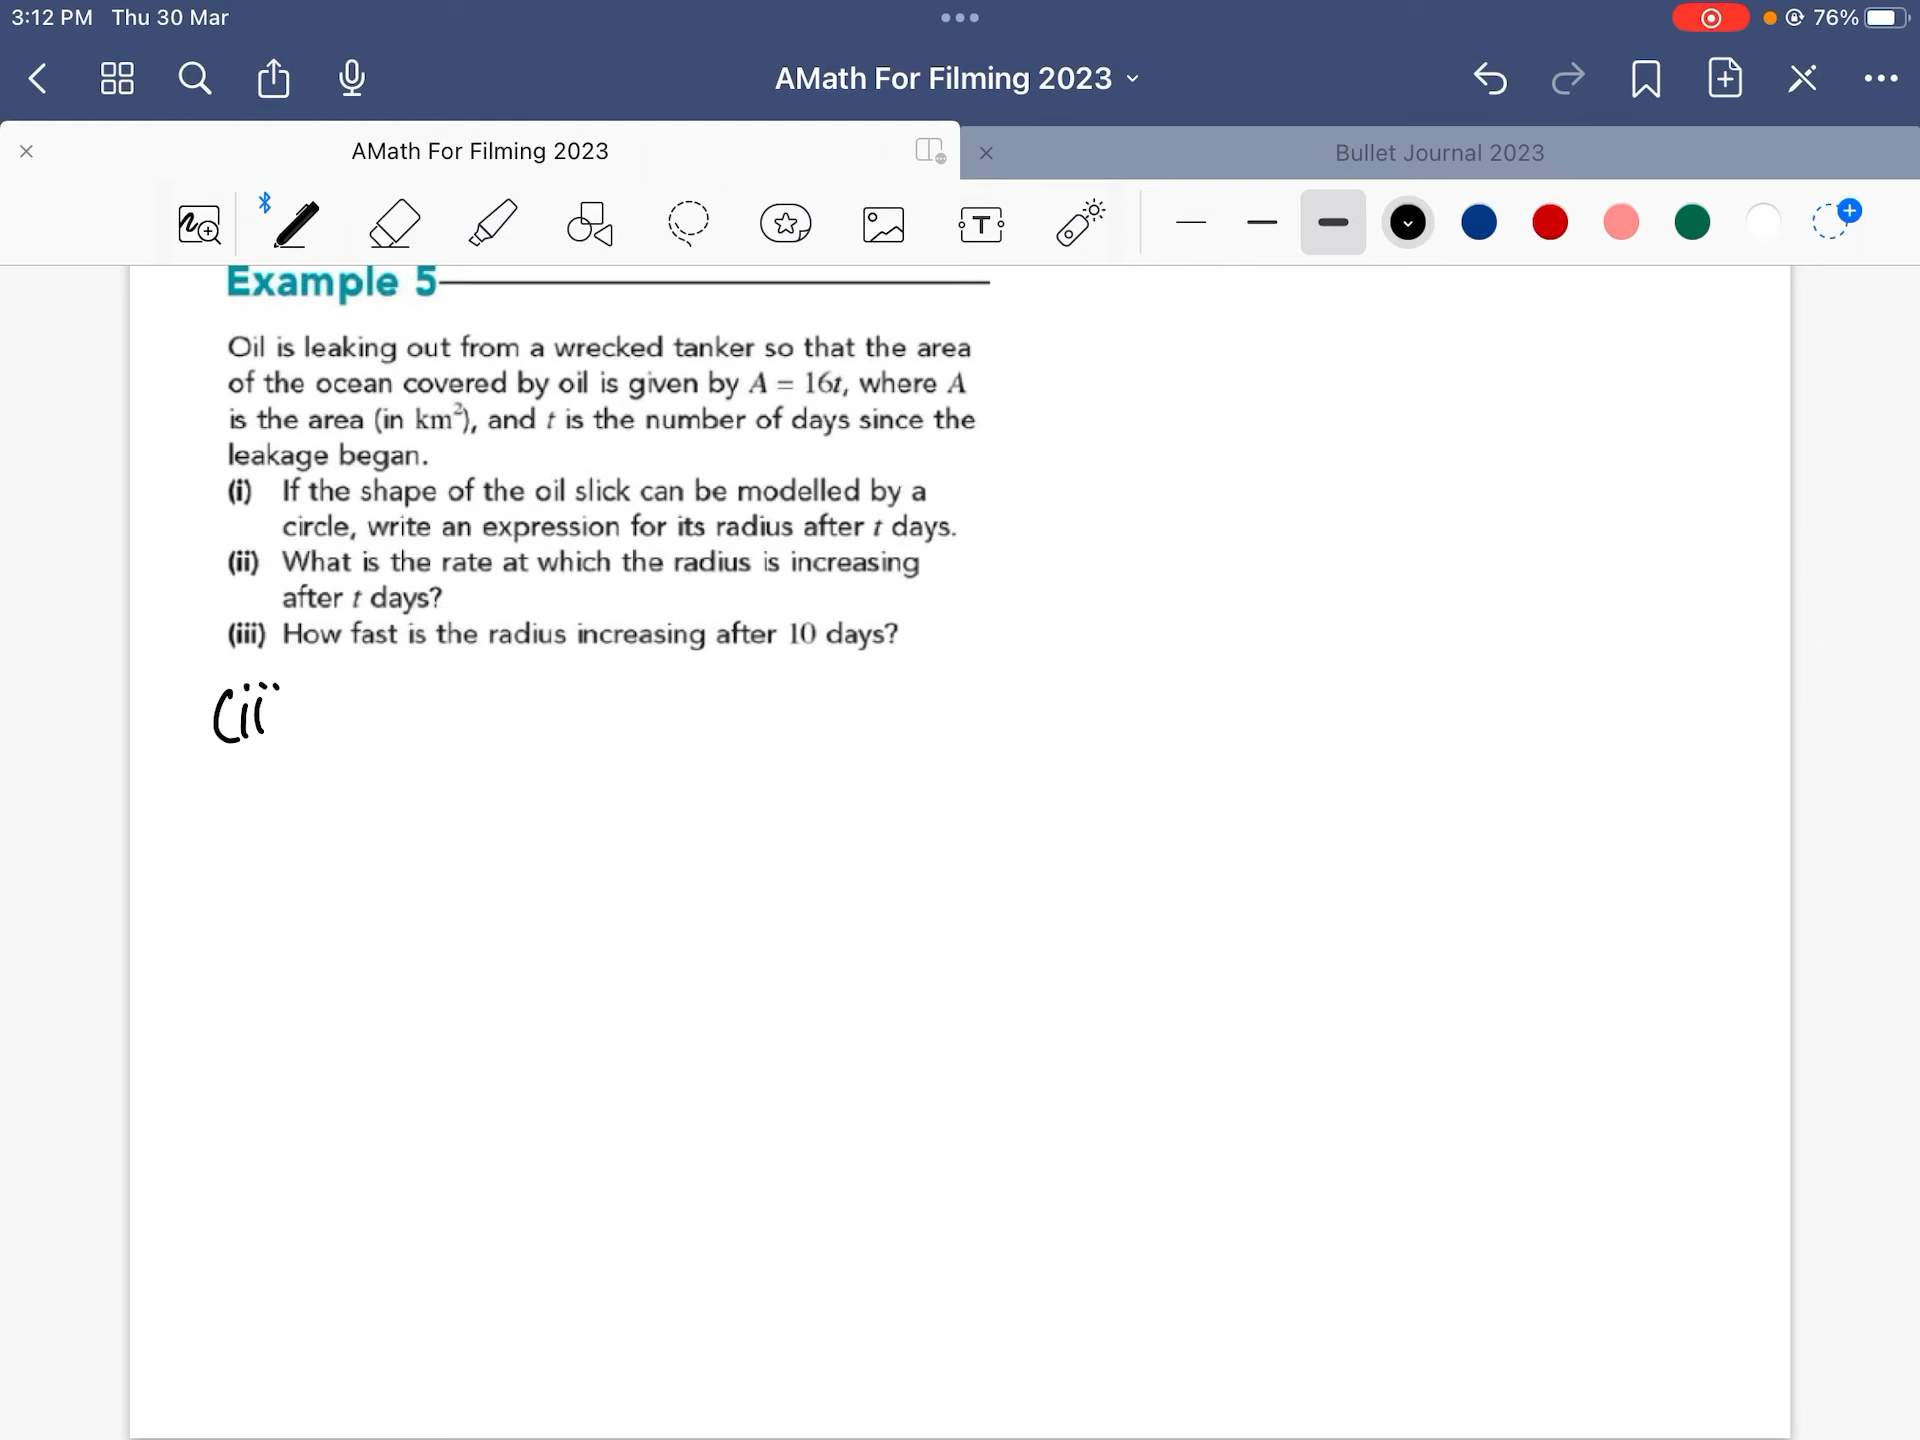 3:12 PM Thu 30 Mar
76%
AMath For Filming 2023
AMath For Filming 2023
Bullet Journal 2023
T
Example 5
Oil is leaking out from a wrecked tanker so that the area
of the ocean covered by oil is given by A = 16t, where A
is the area (in km²), and t is the number of days since the
leakage began.
(i) If the shape of the oil slick can be modelled by a
circle, write an expression for its radius after t days.
(ii) What is the rate at which the radius is increasing
after t days?
(iii) How fast is the radius increasing after 10 days?
(ii